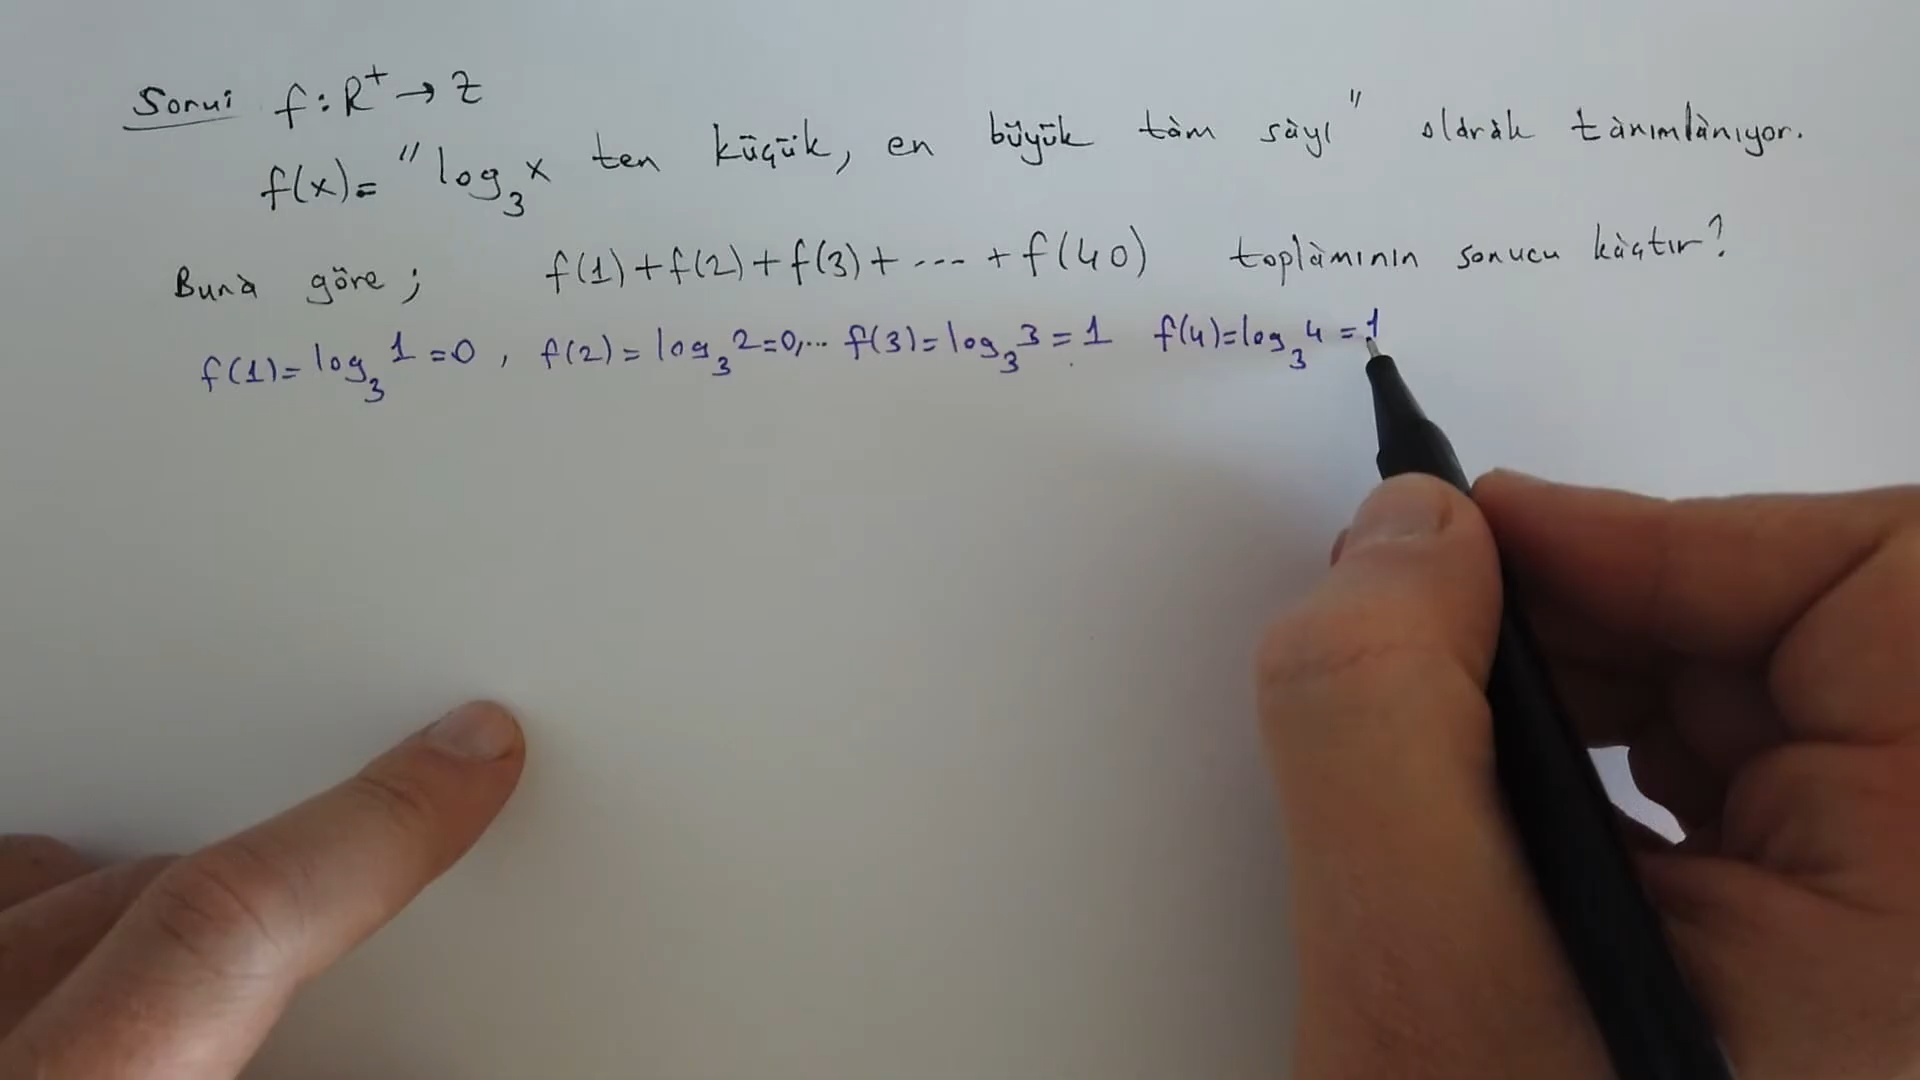 Soru: f:R⁺→Z
f(x)= "log₃x ten küçük, en büyük tam sayı" olarak tanımlanıyor.
Buna göre; f(1)+f(2)+f(3)+ --- +f(40) toplamının sonucu kaçtır?
f(1)=log₃1=0, f(2)=log₃2=0,... f(3)=log₃3=1 f(4)=log₃4=1